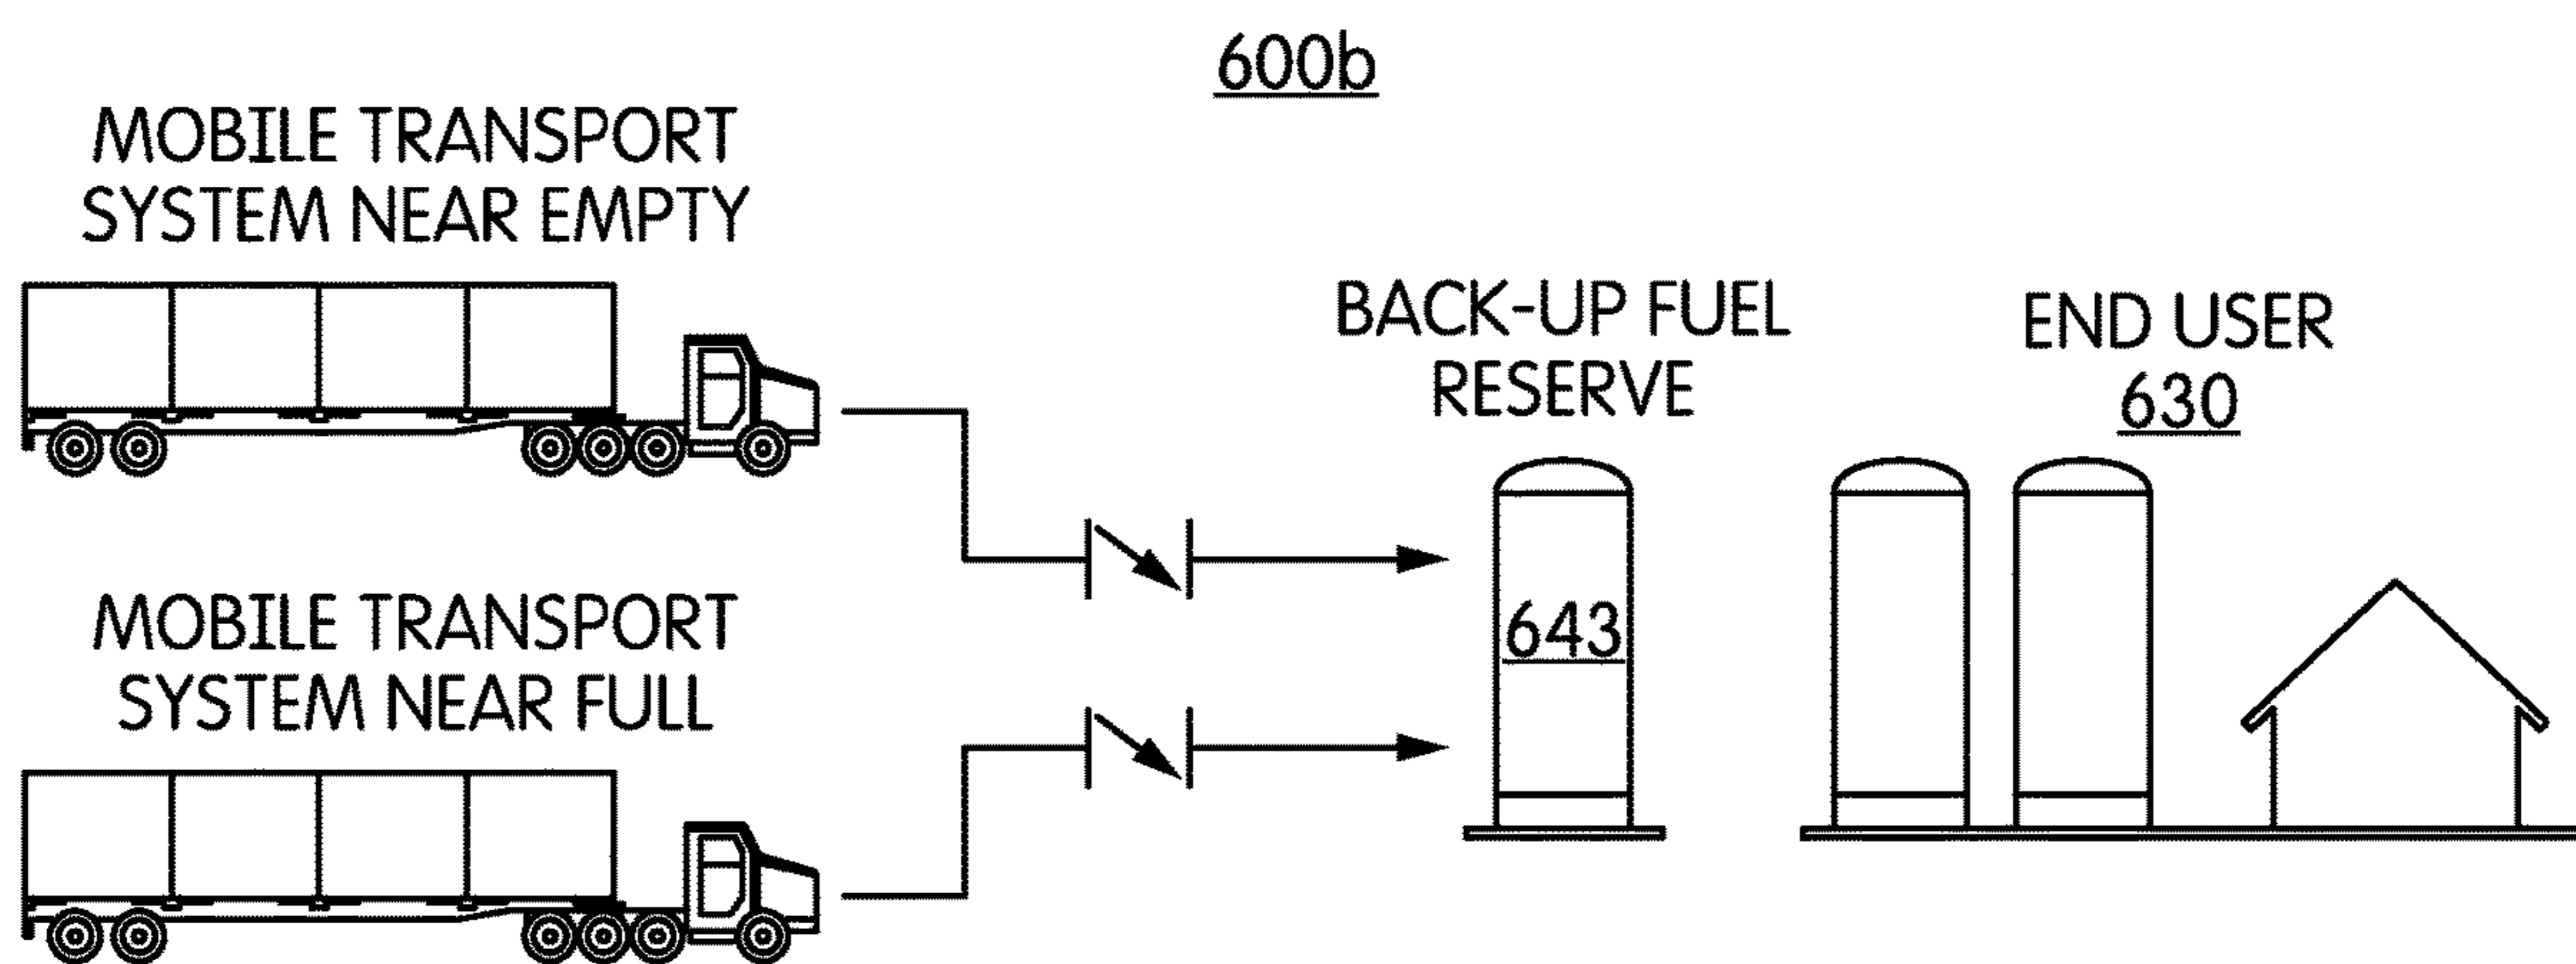 600b
MOBILE TRANSPORT
SYSTEM NEAR EMPTY
BACK-UP FUEL
RESERVE
END USER
630
643
MOBILE TRANSPORT
SYSTEM NEAR FULL